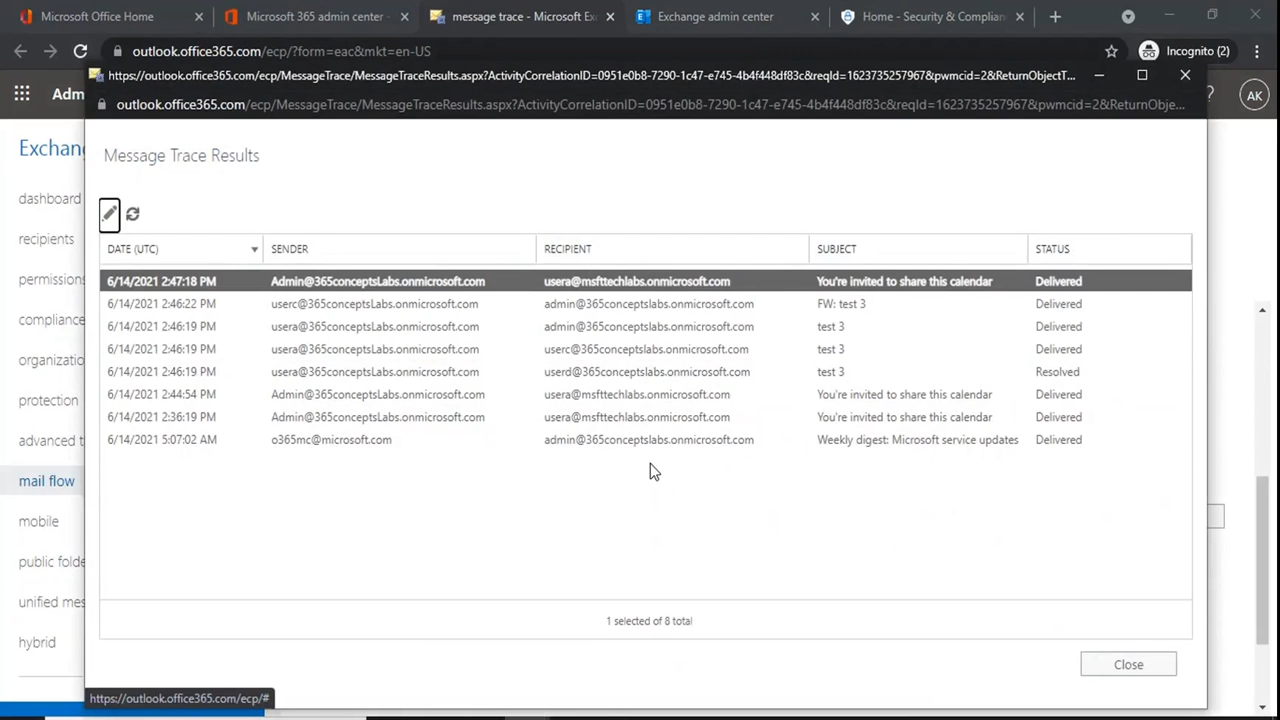 Microsoft Office Home
Microsoft 365 admin center -
message trace - Microsoft Ex
Exchange admin center
Home - Security & Complian
outlook.office365.com/ecp/?form=eac&mkt=en-US
Incognito (2)
https://outlook.office365.com/ecp/MessageTrace/MessageTraceResults.aspx?ActivityCorrelationID=0951e0b8-7290-1c47-e745-4b4f448df83c&reqId=1623735257967&pwmcid=2&ReturnObjectT...
Adm
outlook.office365.com/ecp/MessageTrace/MessageTraceResults.aspx?ActivityCorrelationID=0951e0b8-7290-1c47-e745-4b4f448df83c&reqId=1623735257967&pwmcid=2&ReturnObje...
?
AK
Exchang
dashboard
recipients
permissions
compliance
organizatio
protection
advanced t
mail flow
mobile
public folde
unified mes
hybrid
Message Trace Results
DATE (UTC) SENDER RECIPIENT SUBJECT STATUS
6/14/2021 2:47:18 PM Admin@365conceptsLabs.onmicrosoft.com usera@msfttechlabs.onmicrosoft.com You're invited to share this calendar Delivered
6/14/2021 2:46:22 PM userc@365conceptsLabs.onmicrosoft.com admin@365conceptslabs.onmicrosoft.com FW: test 3 Delivered
6/14/2021 2:46:19 PM usera@365conceptsLabs.onmicrosoft.com admin@365conceptslabs.onmicrosoft.com test 3 Delivered
6/14/2021 2:46:19 PM usera@365conceptsLabs.onmicrosoft.com userc@365conceptslabs.onmicrosoft.com test 3 Delivered
6/14/2021 2:46:19 PM usera@365conceptsLabs.onmicrosoft.com userd@365conceptslabs.onmicrosoft.com test 3 Resolved
6/14/2021 2:44:54 PM Admin@365conceptsLabs.onmicrosoft.com usera@msfttechlabs.onmicrosoft.com You're invited to share this calendar Delivered
6/14/2021 2:36:19 PM Admin@365conceptsLabs.onmicrosoft.com usera@msfttechlabs.onmicrosoft.com You're invited to share this calendar Delivered
6/14/2021 5:07:02 AM o365mc@microsoft.com admin@365conceptslabs.onmicrosoft.com Weekly digest: Microsoft service updates Delivered
1 selected of 8 total
Close
https://outlook.office365.com/ecp/#